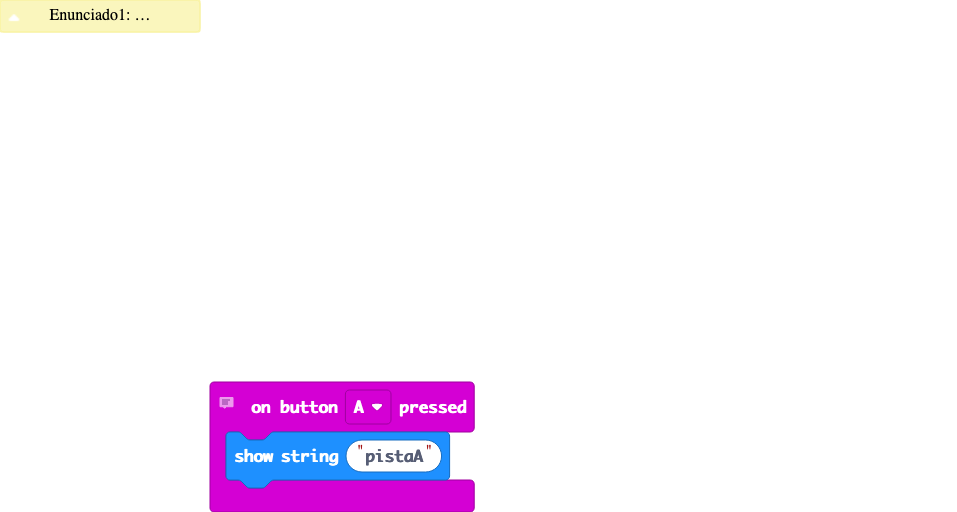 Enunciado1: …
on button A pressed
show string "pistaA"